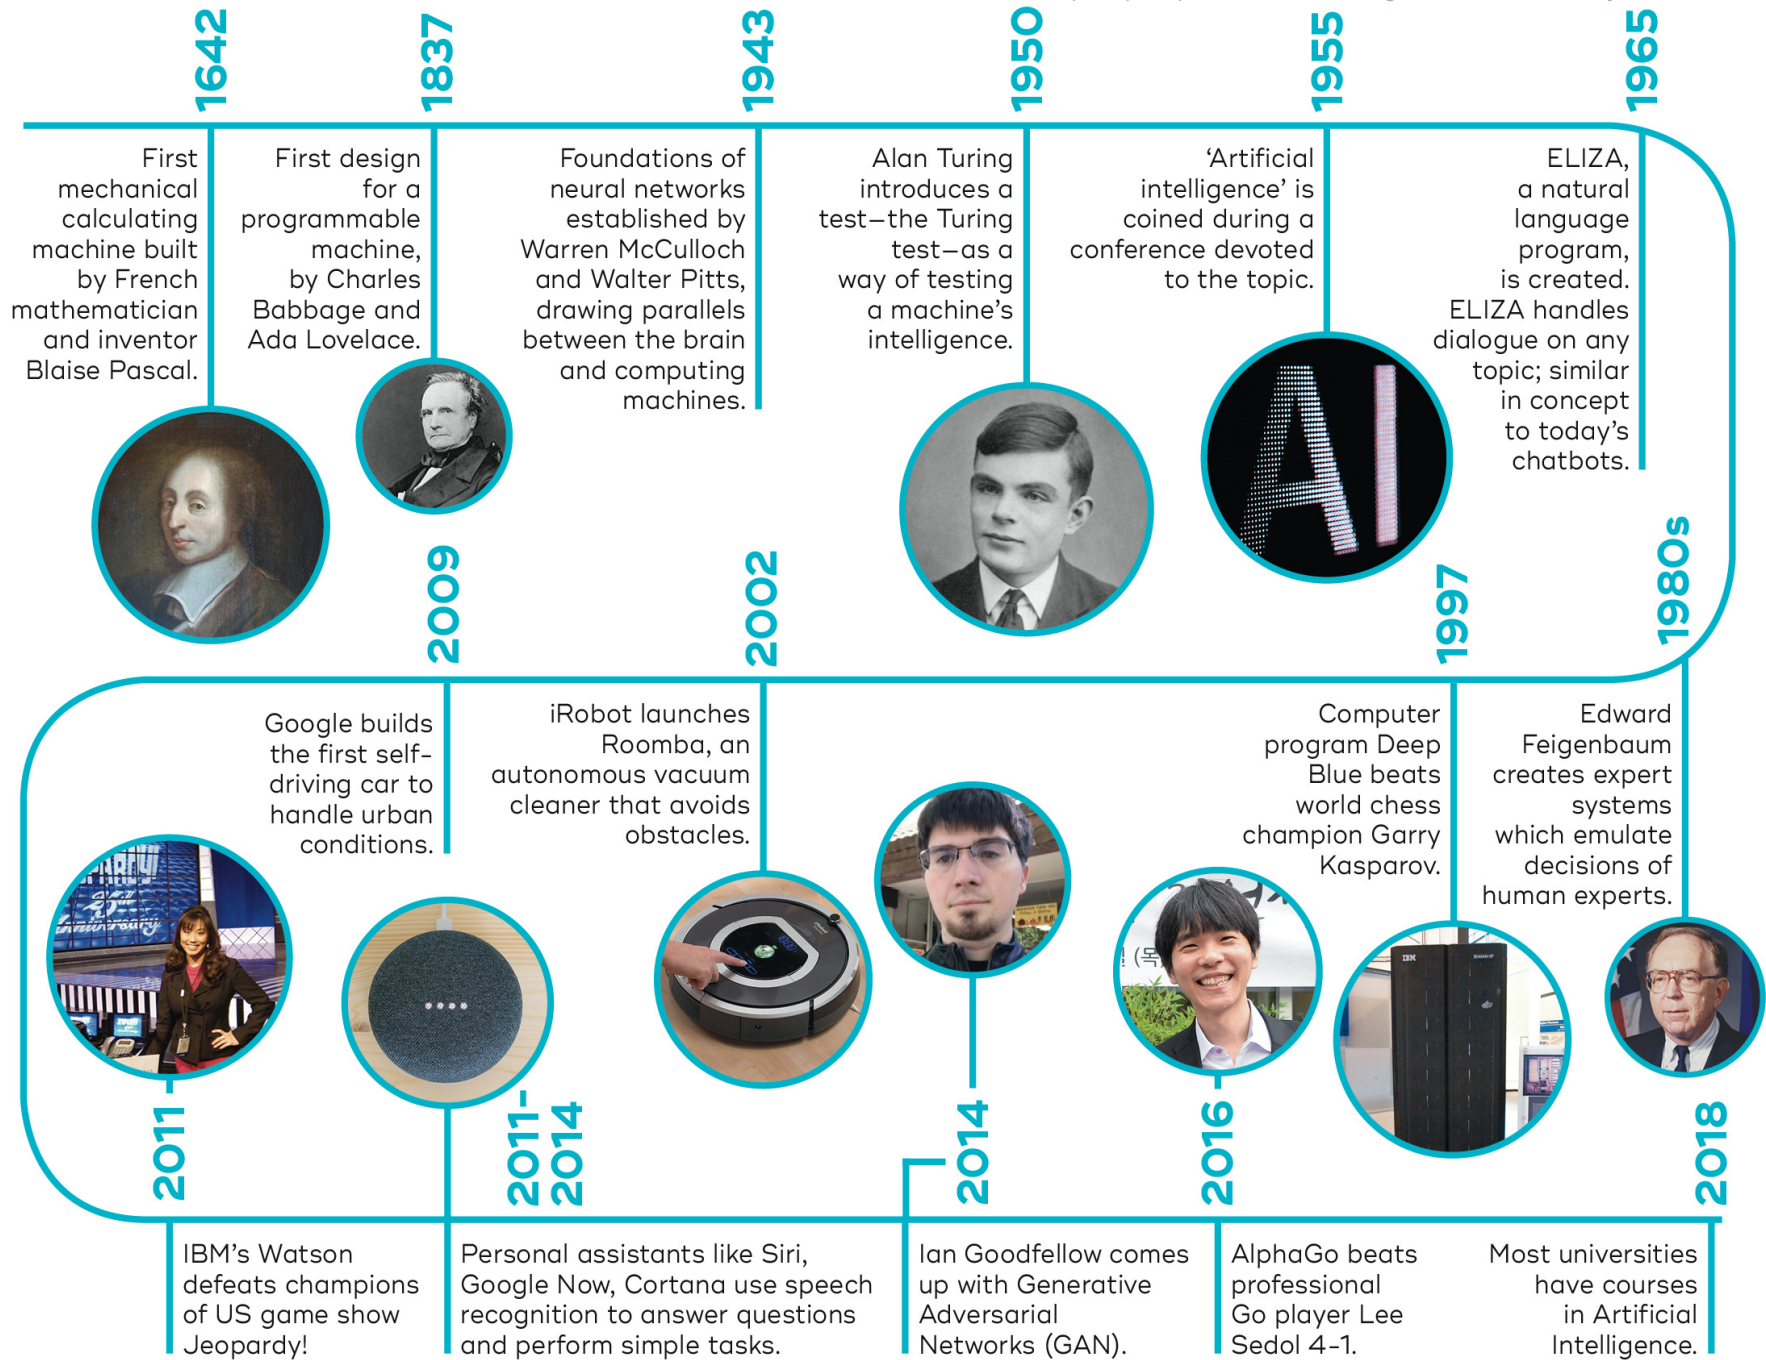 1642
First
mechanical
calculating
machine built
by French
mathematician
and inventor
Blaise Pascal.
1837
First design
for a
programmable
machine,
by Charles
Babbage and
Ada Lovelace.
1943
Foundations of
neural networks
established by
Warren McCulloch
and Walter Pitts,
drawing parallels
between the brain
and computing
machines.
1950
Alan Turing
introduces a
test—the Turing
test—as a
way of testing
a machine’s
intelligence.
1955
‘Artificial
intelligence’ is
coined during a
conference devoted
to the topic.
AI
1965
ELIZA,
a natural
language
program,
is created.
ELIZA handles
dialogue on any
topic; similar
in concept
to today’s
chatbots.
1980s
Edward
Feigenbaum
creates expert
systems
which emulate
decisions of
human experts.
1997
Computer
program Deep
Blue beats
world chess
champion Garry
Kasparov.
IBM
2002
iRobot launches
Roomba, an
autonomous vacuum
cleaner that avoids
obstacles.
2009
Google builds
the first self-
driving car to
handle urban
conditions.
2011
IBM’s Watson
defeats champions
of US game show
Jeopardy!
25th
Anniversary
2011-
2014
Personal assistants like Siri,
Google Now, Cortana use speech
recognition to answer questions
and perform simple tasks.
2014
Ian Goodfellow comes
up with Generative
Adversarial
Networks (GAN).
2016
AlphaGo beats
professional
Go player Lee
Sedol 4-1.
(목)
2018
Most universities
have courses
in Artificial
Intelligence.